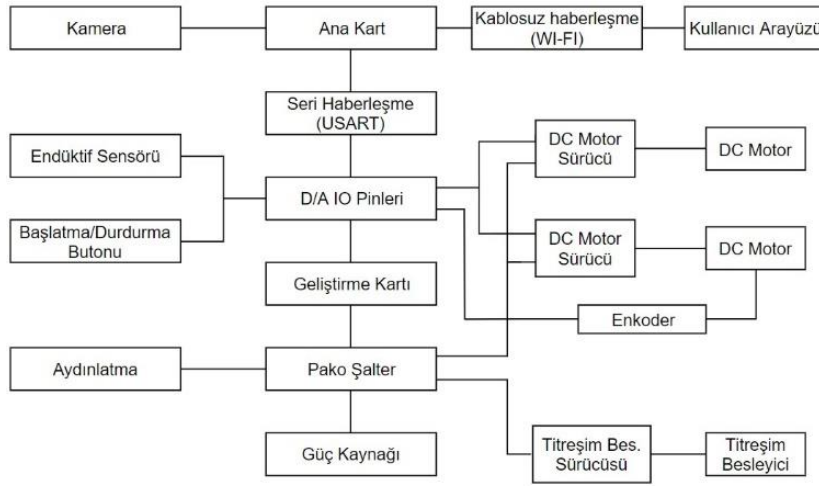 Kamera
Ana Kart
Kablosuz haberleşme
(WI-FI)
Kullanıcı Arayüzü
Seri Haberleşme
(USART)
Endüktif Sensörü
DC Motor
Sürücü
DC Motor
D/A IO Pinleri
Başlatma/Durdurma
Butonu
DC Motor
Sürücü
DC Motor
Geliştirme Kartı
Enkoder
Aydınlatma
Pako Şalter
Güç Kaynağı
Titreşim Bes.
Sürücüsü
Titreşim
Besleyici